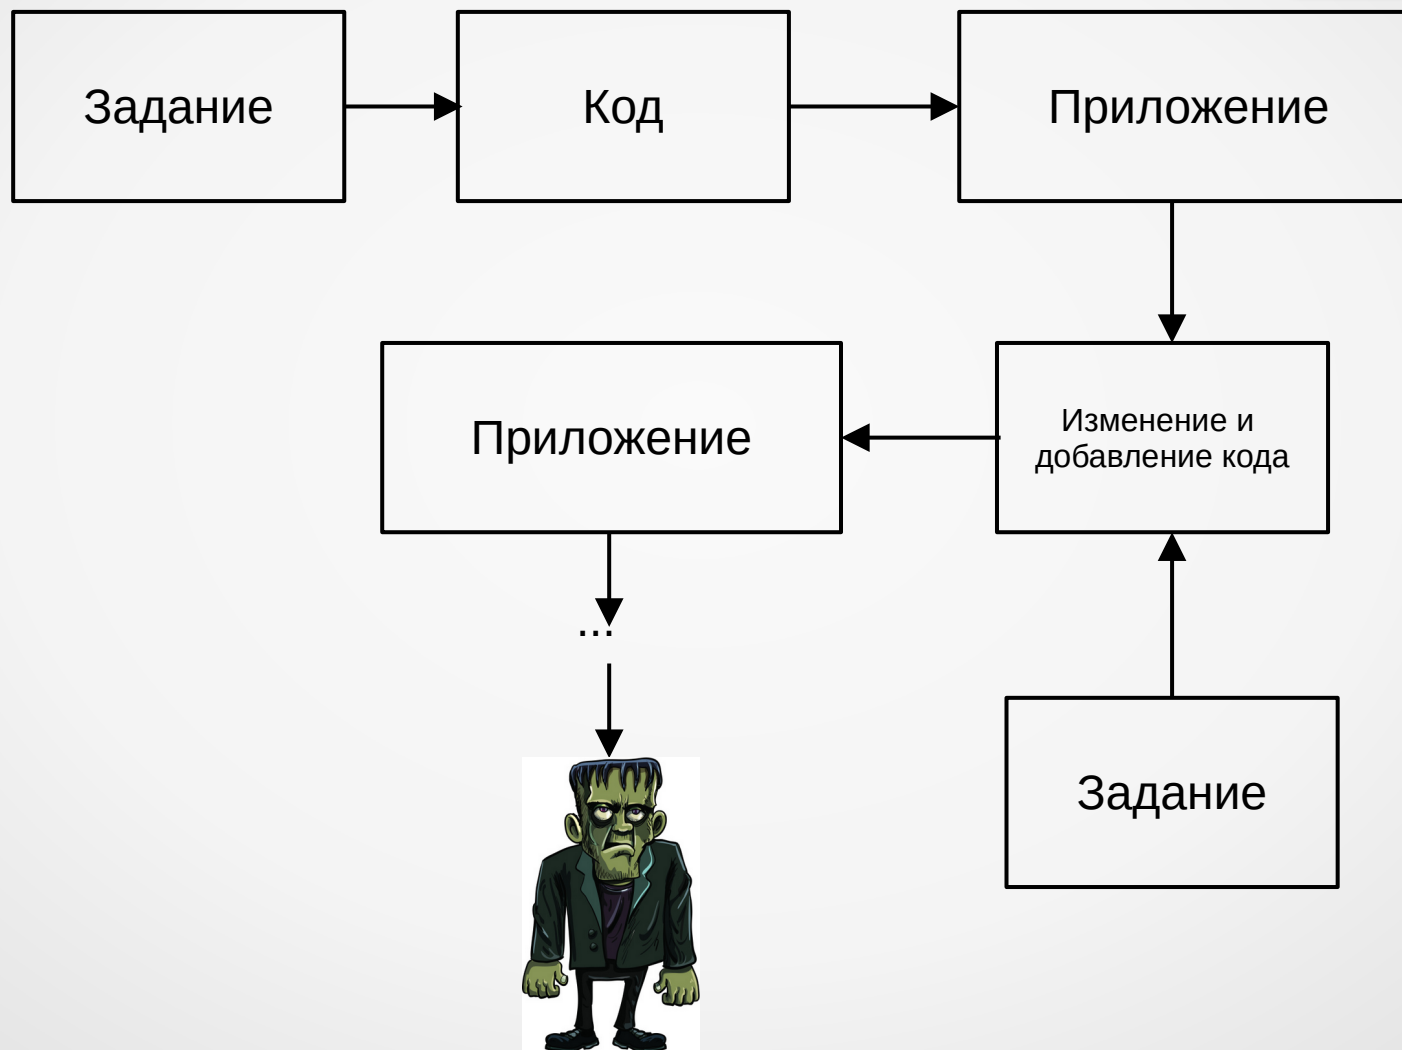 Задание
Код
Приложение
Приложение
Изменение и
добавление кода
...
Задание